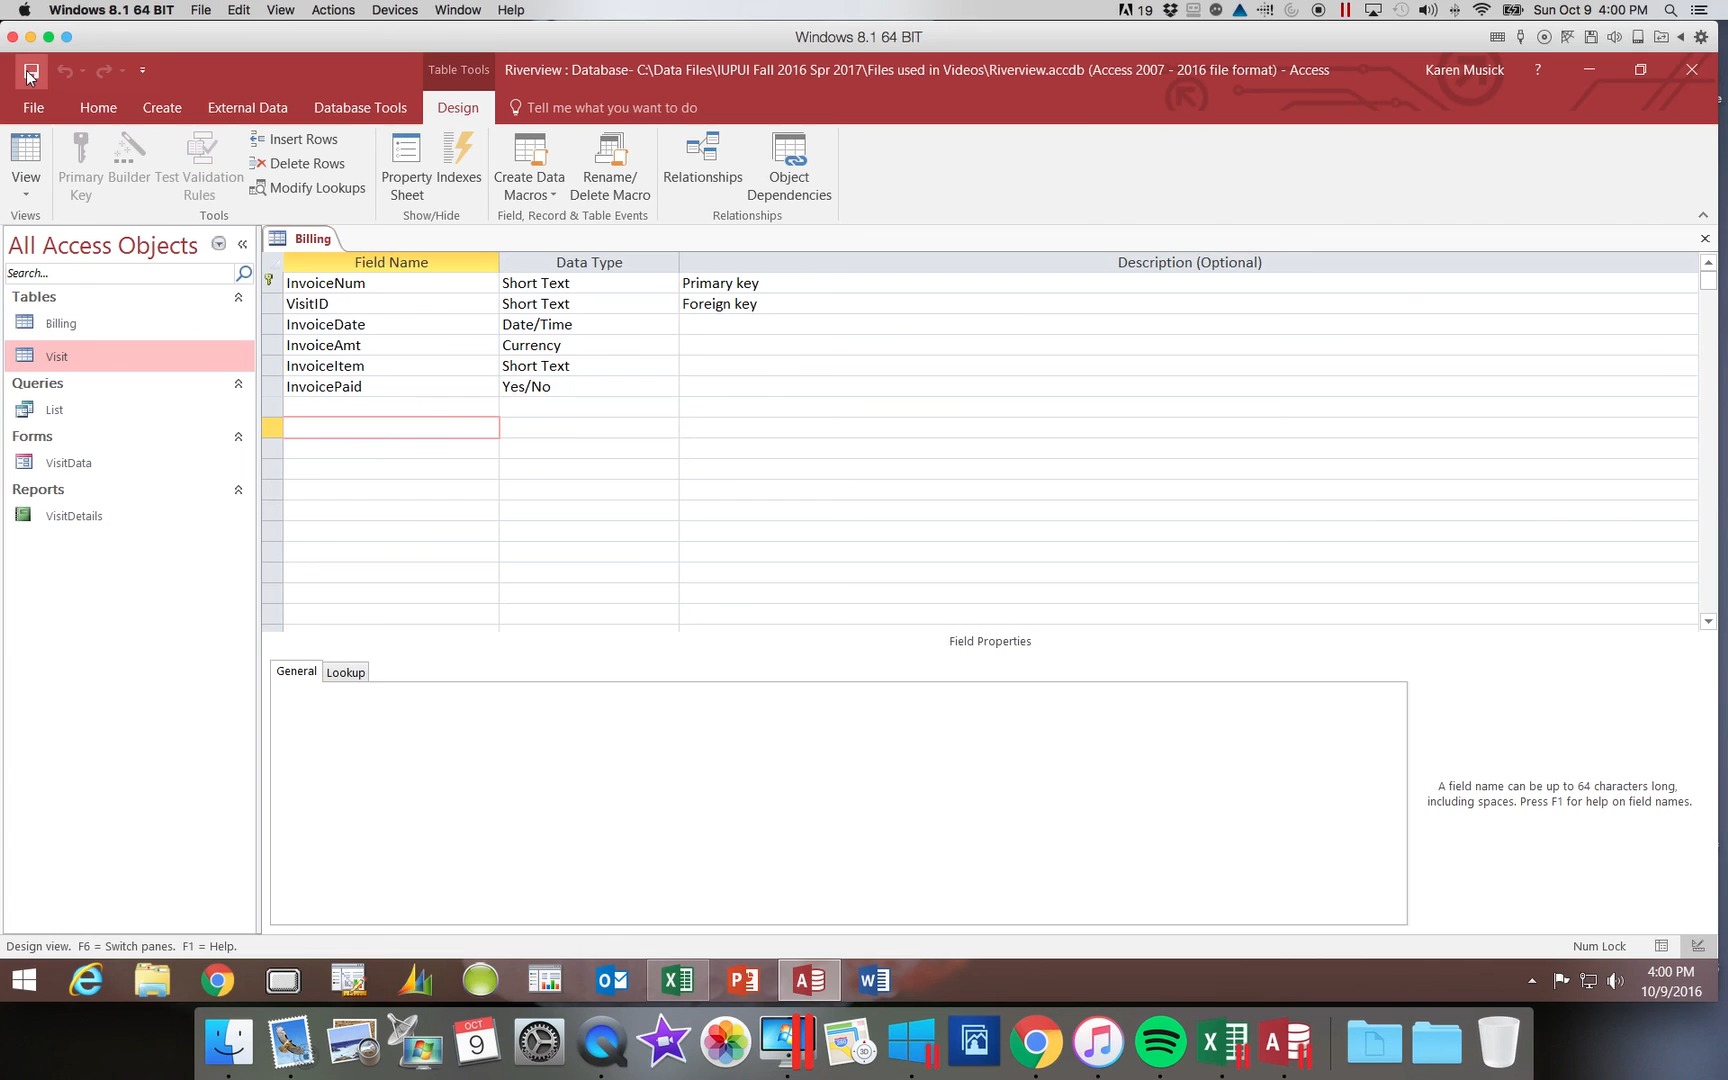 Windows 8.1 64 BIT File Edit View Actions Devices Window Help 19 Sun Oct 9 4:00 PM
Windows 8.1 64 BIT
Table Tools Riverview : Database- C:\Data Files\IUPUI Fall 2016 Spr 2017\Files used in Videos\Riverview.accdb (Access 2007 - 2016 file format) - Access Karen Musick ?
File Home Create External Data Database Tools Design Tell me what you want to do
View
Primary Key
Builder
Test Validation Rules
Insert Rows
Delete Rows
Modify Lookups
Property Sheet
Indexes
Create Data Macros
Rename/ Delete Macro
Relationships
Object Dependencies
Views Tools Show/Hide Field, Record & Table Events Relationships
All Access Objects
Search...
Tables
Billing
Visit
Queries
List
Forms
VisitData
Reports
VisitDetails
Billing
Field Name Data Type Description (Optional)
InvoiceNum Short Text Primary key
VisitID Short Text Foreign key
InvoiceDate Date/Time
InvoiceAmt Currency
InvoiceItem Short Text
InvoicePaid Yes/No
Field Properties
General Lookup
A field name can be up to 64 characters long,
including spaces. Press F1 for help on field names.
Design view. F6 = Switch panes. F1 = Help. Num Lock
4:00 PM
10/9/2016
OCT
9
3D